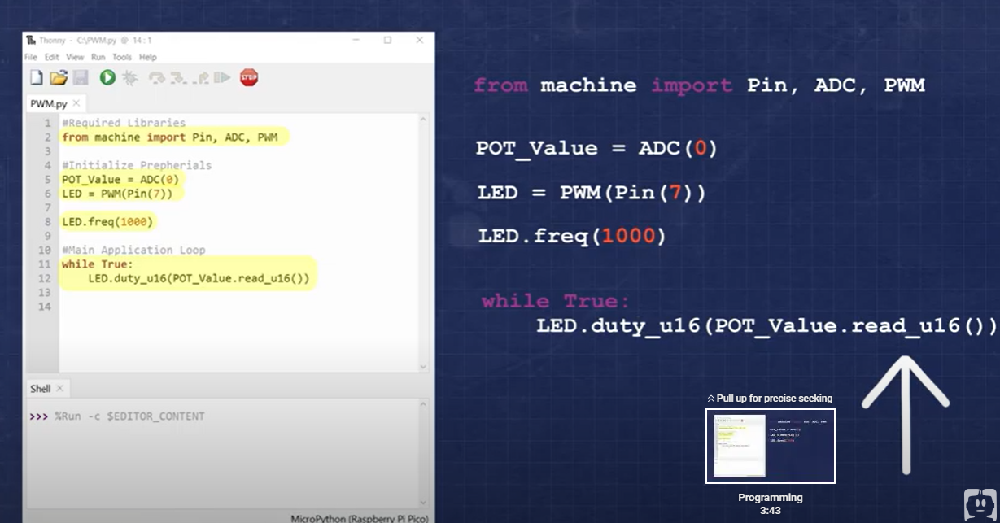 Thonny - C:\PWM.py @ 14 : 1
File Edit View Run Tools Help
STOP
PWM.py
1 #Required Libraries
2 from machine import Pin, ADC, PWM
3
4 #Initialize Prepherials
5 POT_Value = ADC(0)
6 LED = PWM(Pin(7))
7
8 LED.freq(1000)
9
10 #Main Application Loop
11 while True:
12 LED.duty_u16(POT_Value.read_u16())
13
14
Shell
>>> %Run -c $EDITOR_CONTENT
MicroPython (Raspberry Pi Pico)
from machine import Pin, ADC, PWM
POT_Value = ADC(0)
LED = PWM(Pin(7))
LED.freq(1000)
while True:
LED.duty_u16(POT_Value.read_u16())
Pull up for precise seeking
Programming
3:43